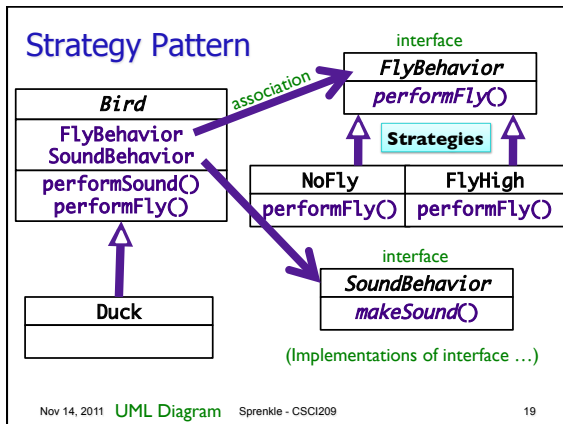 Strategy Pattern
interface
FlyBehavior
performFly()
association
Bird
FlyBehavior
SoundBehavior
performSound()
performFly()
Strategies
NoFly
performFly()
FlyHigh
performFly()
interface
SoundBehavior
makeSound()
Duck
(Implementations of interface …)
Nov 14, 2011 UML Diagram Sprenkle - CSCI209 19